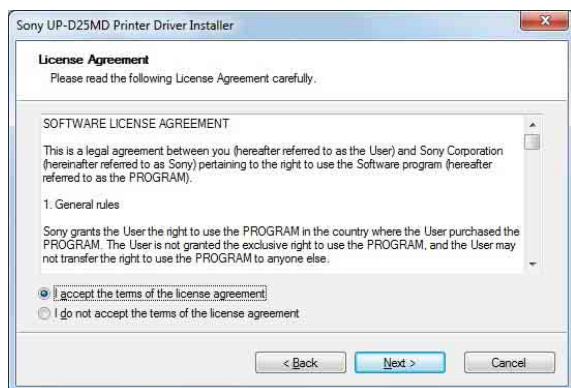 Sony UP-D25MD Printer Driver Installer
License Agreement
Please read the following License Agreement carefully.
SOFTWARE LICENSE AGREEMENT
This is a legal agreement between you (hereafter referred to as the User) and Sony Corporation
(hereinafter referred to as Sony) pertaining to the right to use the Software program (hereafter
referred to as the PROGRAM).
1. General rules
Sony grants the User the right to use the PROGRAM in the country where the User purchased the
PROGRAM. The User is not granted the exclusive right to use the PROGRAM, and the User may
not transfer the right to use the PROGRAM to anyone else.
I accept the terms of the license agreement
I do not accept the terms of the license agreement
< Back
Next >
Cancel